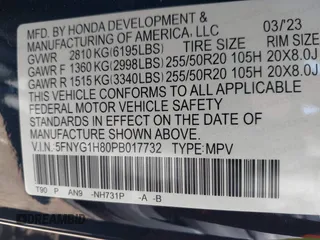 MFD. BY HONDA DEVELOPMENT & 03/'23
MANUFACTURING OF AMERICA, LLC
GVWR 2810 KG(6195LBS) TIRE SIZE RIM SIZE
GAWR F 1360 KG(2998LBS) 255/50R20 105H 20X8.0J
GAWR R 1515 KG(3340LBS) 255/50R20 105H 20X8.0J
THIS VEHICLE CONFORMS TO ALL APPLICABLE
FEDERAL MOTOR VEHICLE SAFETY
STANDARDS IN EFFECT ON THE DATE OF
MANUFACTURE SHOWN ABOVE.
V.I.N. 5FNYG1H80PB017732 TYPE: MPV
T90 P AN9 -NH731P -A -B
DREAMBID